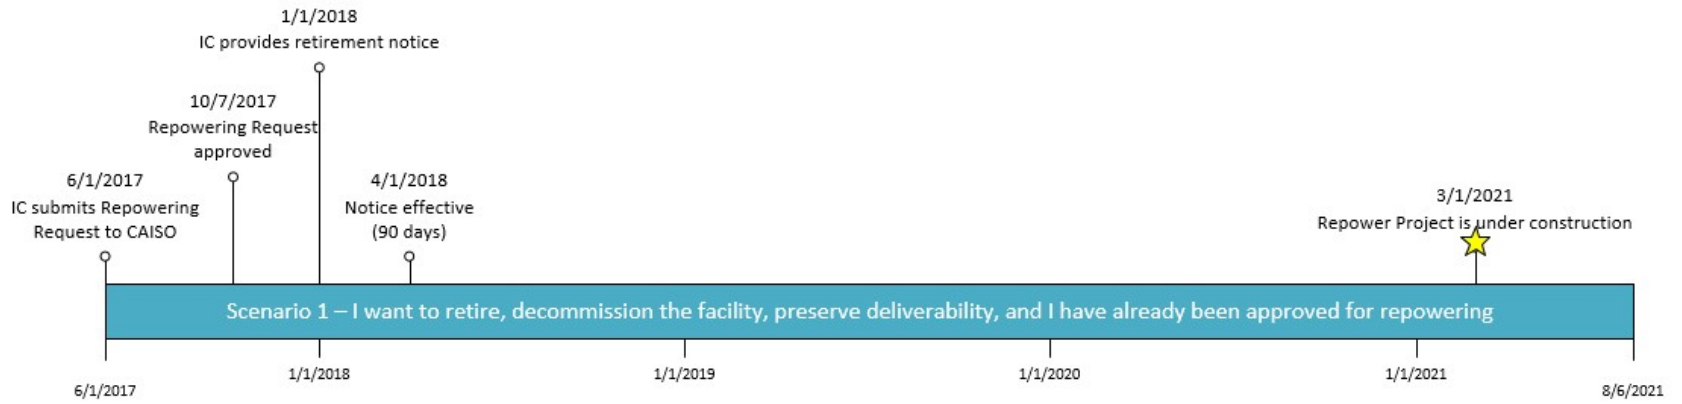 1/1/2018
IC provides retirement notice
10/7/2017
Repowering Request
approved
6/1/2017
IC submits Repowering
Request to CAISO
4/1/2018
Notice effective
(90 days)
3/1/2021
Repower Project is under construction
Scenario 1 – I want to retire, decommission the facility, preserve deliverability, and I have already been approved for repowering
6/1/2017
1/1/2018
1/1/2019
1/1/2020
1/1/2021
8/6/2021